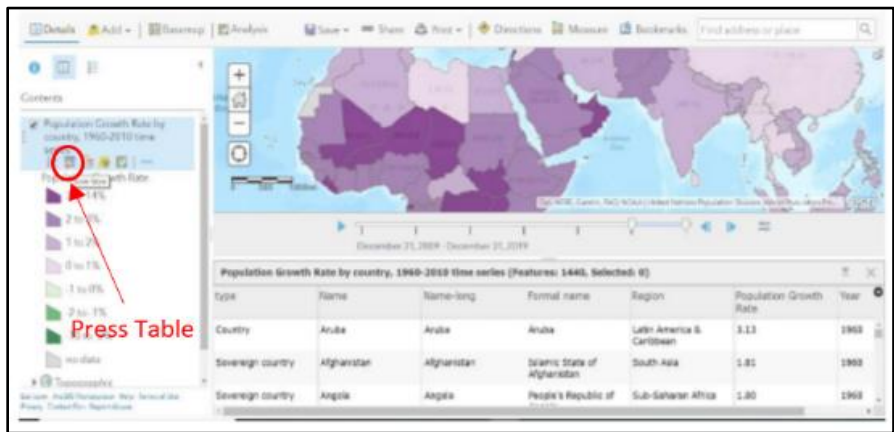 Details Add Basemap Analysis Save Share Print Directions Measure Bookmarks Find address or place
Contents
Population Growth Rate by
country, 1960-2010 time
Growth Rate
14%
2 to
1 to 2%
0 to 1%
-1 to 0%
-2 to -1%
no data
Topographic
Press Table
December 31, 2009 - December 31, 2019
Population Growth Rate by country, 1960-2010 time series (Features: 1440, Selected: 0)
type Name Name-long Formal name Region Population Growth Rate Year
Country Aruba Aruba Aruba Latin America & Caribbean 3.13 1960
Sovereign country Afghanistan Afghanistan Islamic State of Afghanistan South Asia 1.81 1960
Sovereign country Angola Angola People's Republic of Sub-Saharan Africa 1.80 1960